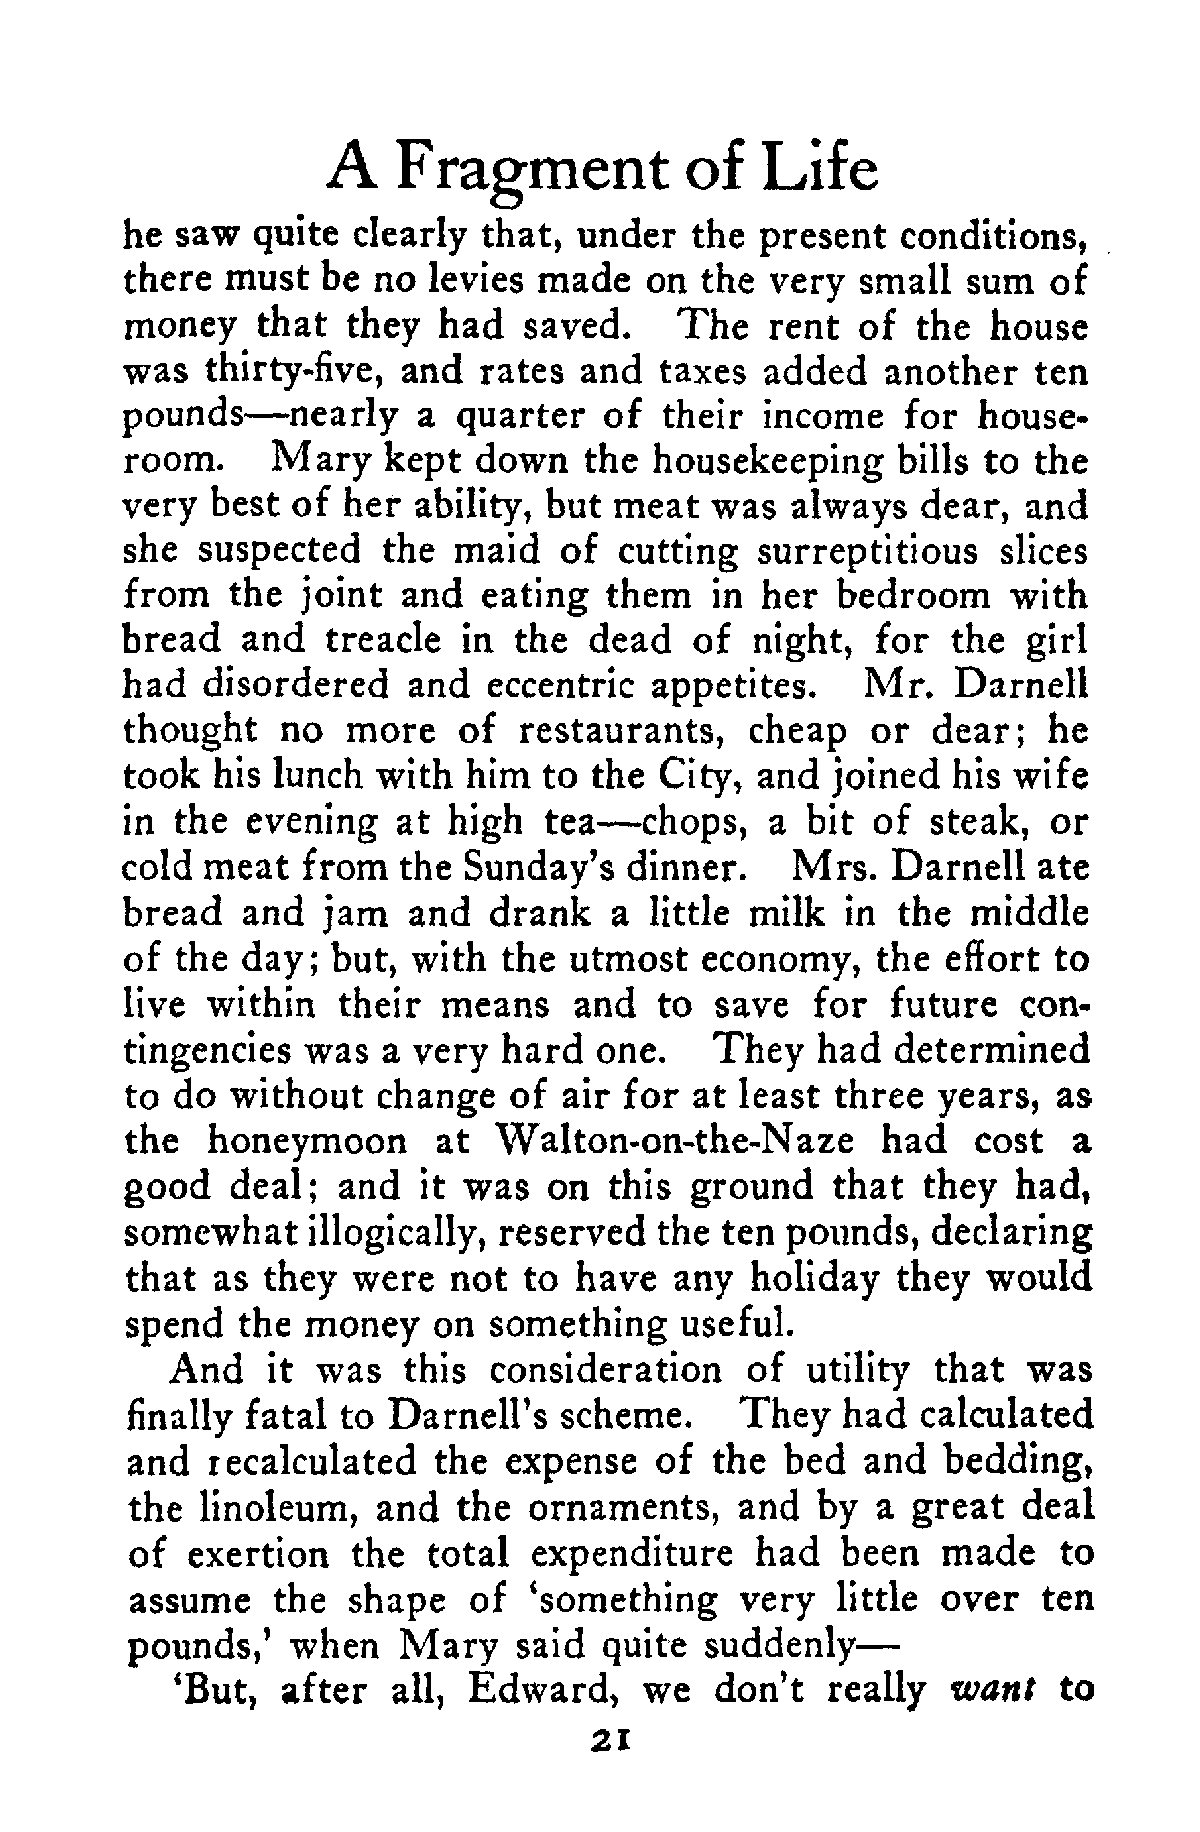 A Fragment of Life
he saw quite clearly that, under the present conditions,
there must be no levies made on the very small sum of
money that they had saved. The rent of the house
was thirty-five, and rates and taxes added another ten
pounds—nearly a quarter of their income for house-
room. Mary kept down the housekeeping bills to the
very best of her ability, but meat was always dear, and
she suspected the maid of cutting surreptitious slices
from the joint and eating them in her bedroom with
bread and treacle in the dead of night, for the girl
had disordered and eccentric appetites. Mr. Darnell
thought no more of restaurants, cheap or dear; he
took his lunch with him to the City, and joined his wife
in the evening at high tea—chops, a bit of steak, or
cold meat from the Sunday's dinner. Mrs. Darnell ate
bread and jam and drank a little milk in the middle
of the day; but, with the utmost economy, the effort to
live within their means and to save for future con-
tingencies was a very hard one. They had determined
to do without change of air for at least three years, as
the honeymoon at Walton-on-the-Naze had cost a
good deal; and it was on this ground that they had,
somewhat illogically, reserved the ten pounds, declaring
that as they were not to have any holiday they would
spend the money on something useful.
And it was this consideration of utility that was
finally fatal to Darnell's scheme. They had calculated
and recalculated the expense of the bed and bedding,
the linoleum, and the ornaments, and by a great deal
of exertion the total expenditure had been made to
assume the shape of 'something very little over ten
pounds,' when Mary said quite suddenly—
'But, after all, Edward, we don't really want to
21